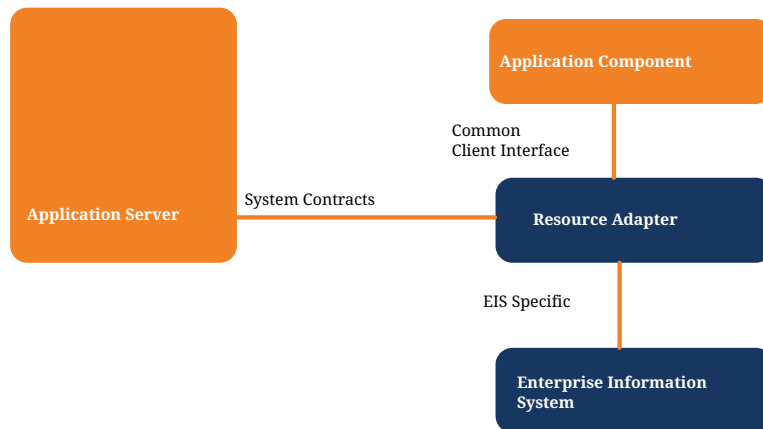 Application Component
Common
Client Interface
System Contracts
Application Server
Resource Adapter
EIS Specific
Enterprise Information
System